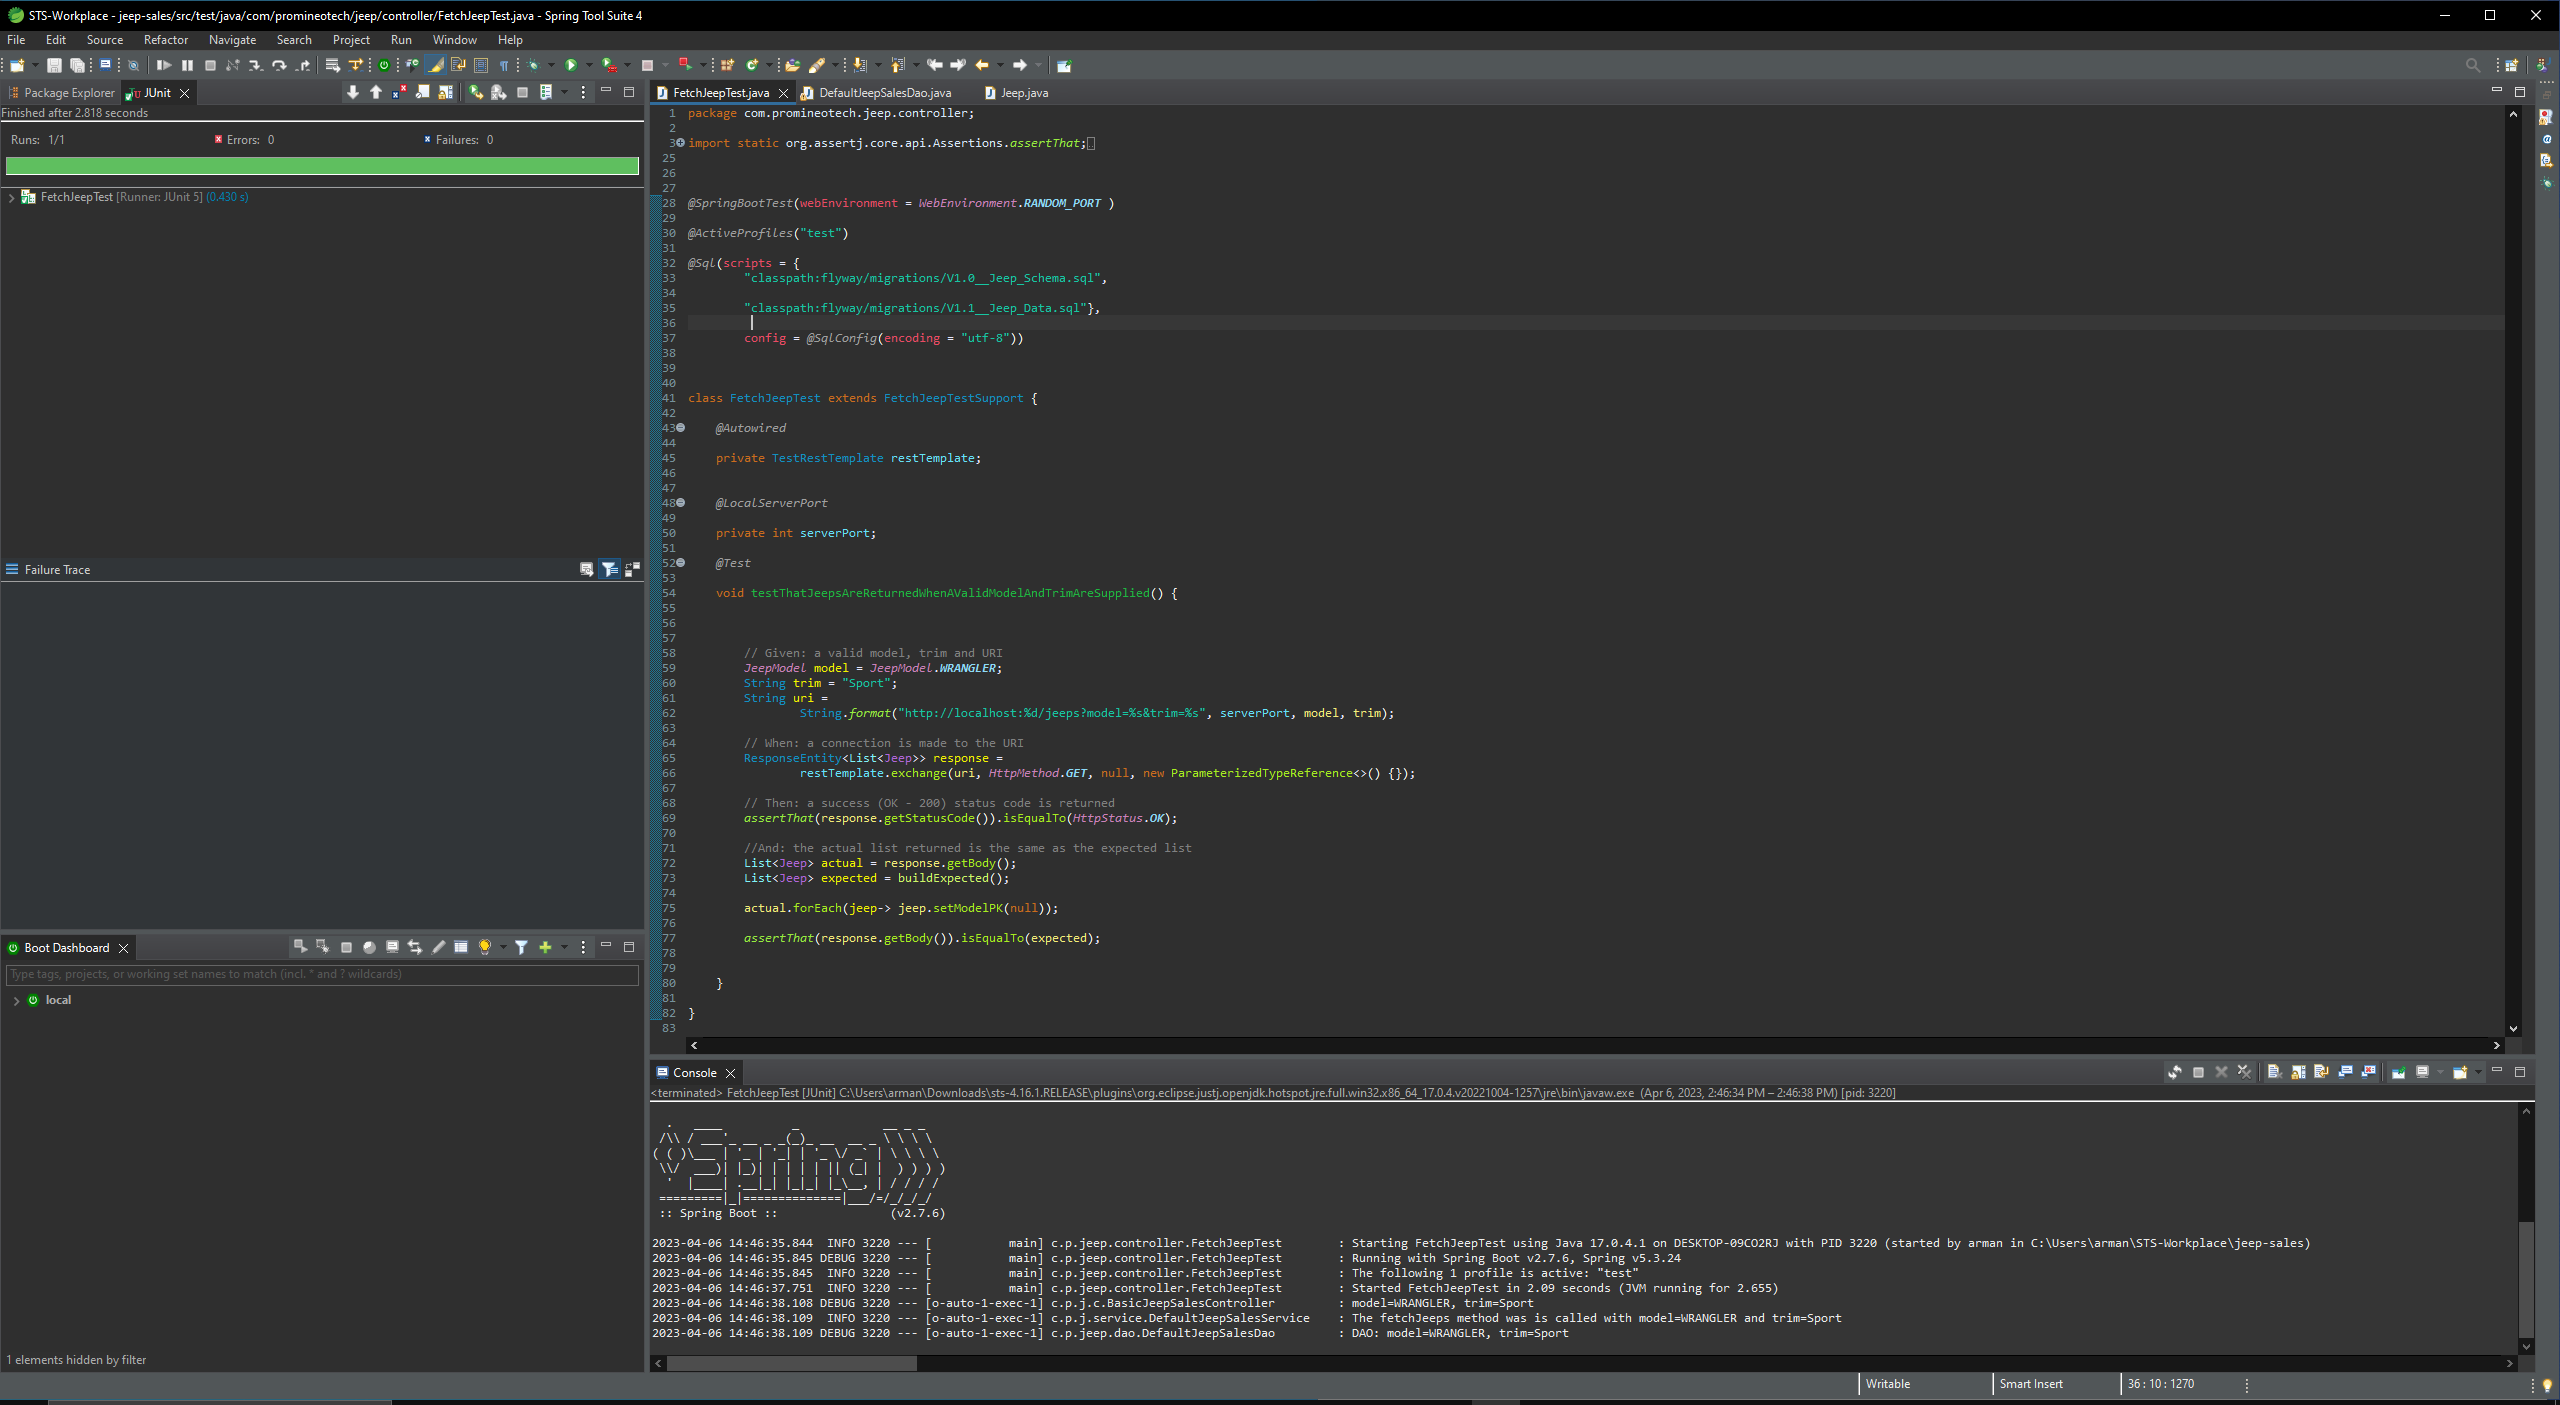 STS-Workplace - jeep-sales/src/test/java/com/promineotech/jeep/controller/FetchJeepTest.java - Spring Tool Suite 4
File Edit Source Refactor Navigate Search Project Run Window Help
Package Explorer JUnit
Finished after 2.818 seconds
Runs: 1/1 Errors: 0 Failures: 0
FetchJeepTest [Runner: JUnit 5] (0.430 s)
Failure Trace
Boot Dashboard
Type tags, projects, or working set names to match (incl. * and ? wildcards)
local
1 elements hidden by filter
FetchJeepTest.java DefaultJeepSalesDao.java Jeep.java
1 package com.promineotech.jeep.controller;
2
3 import static org.assertj.core.api.Assertions.assertThat;
25
26
27
28 @SpringBootTest(webEnvironment = WebEnvironment.RANDOM_PORT )
29
30 @ActiveProfiles("test")
31
32 @Sql(scripts = {
33 "classpath:flyway/migrations/V1.0__Jeep_Schema.sql",
34
35 "classpath:flyway/migrations/V1.1__Jeep_Data.sql"},
36
37 config = @SqlConfig(encoding = "utf-8"))
38
39
40
41 class FetchJeepTest extends FetchJeepTestSupport {
42
43 @Autowired
44
45 private TestRestTemplate restTemplate;
46
47
48 @LocalServerPort
49
50 private int serverPort;
51
52 @Test
53
54 void testThatJeepsAreReturnedWhenAValidModelAndTrimAreSupplied() {
55
56
57
58 // Given: a valid model, trim and URI
59 JeepModel model = JeepModel.WRANGLER;
60 String trim = "Sport";
61 String uri =
62 String.format("http://localhost:%d/jeeps?model=%s&trim=%s", serverPort, model, trim);
63
64 // When: a connection is made to the URI
65 ResponseEntity<List<Jeep>> response =
66 restTemplate.exchange(uri, HttpMethod.GET, null, new ParameterizedTypeReference<>() {});
67
68 // Then: a success (OK - 200) status code is returned
69 assertThat(response.getStatusCode()).isEqualTo(HttpStatus.OK);
70
71 //And: the actual list returned is the same as the expected list
72 List<Jeep> actual = response.getBody();
73 List<Jeep> expected = buildExpected();
74
75 actual.forEach(jeep-> jeep.setModelPK(null));
76
77 assertThat(response.getBody()).isEqualTo(expected);
78
79
80 }
81
82 }
83
Console
<terminated> FetchJeepTest [JUnit] C:\Users\arman\Downloads\sts-4.16.1.RELEASE\plugins\org.eclipse.justj.openjdk.hotspot.jre.full.win32.x86_64_17.0.4.v20221004-1257\jre\bin\javaw.exe (Apr 6, 2023, 2:46:34 PM – 2:46:38 PM) [pid: 3220]
  .   ____          _            __ _ _
 /\\ / ___'_ __ _ _(_)_ __  __ _ \ \ \ \
( ( )\___ | '_ | '_| | '_ \/ _` | \ \ \ \
 \\/  ___)| |_)| | | | | || (_| |  ) ) ) )
  '  |____| .__|_| |_|_| |_\__, | / / / /
 =========|_|==============|___/=/_/_/_/
 :: Spring Boot ::                (v2.7.6)
2023-04-06 14:46:35.844  INFO 3220 --- [           main] c.p.jeep.controller.FetchJeepTest        : Starting FetchJeepTest using Java 17.0.4.1 on DESKTOP-09CO2RJ with PID 3220 (started by arman in C:\Users\arman\STS-Workplace\jeep-sales)
2023-04-06 14:46:35.845 DEBUG 3220 --- [           main] c.p.jeep.controller.FetchJeepTest        : Running with Spring Boot v2.7.6, Spring v5.3.24
2023-04-06 14:46:35.845  INFO 3220 --- [           main] c.p.jeep.controller.FetchJeepTest        : The following 1 profile is active: "test"
2023-04-06 14:46:37.751  INFO 3220 --- [           main] c.p.jeep.controller.FetchJeepTest        : Started FetchJeepTest in 2.09 seconds (JVM running for 2.655)
2023-04-06 14:46:38.108 DEBUG 3220 --- [o-auto-1-exec-1] c.p.j.c.BasicJeepSalesController         : model=WRANGLER, trim=Sport
2023-04-06 14:46:38.109  INFO 3220 --- [o-auto-1-exec-1] c.p.j.service.DefaultJeepSalesService    : The fetchJeeps method was is called with model=WRANGLER and trim=Sport
2023-04-06 14:46:38.109 DEBUG 3220 --- [o-auto-1-exec-1] c.p.jeep.dao.DefaultJeepSalesDao         : DAO: model=WRANGLER, trim=Sport
Writable Smart Insert 36 : 10 : 1270